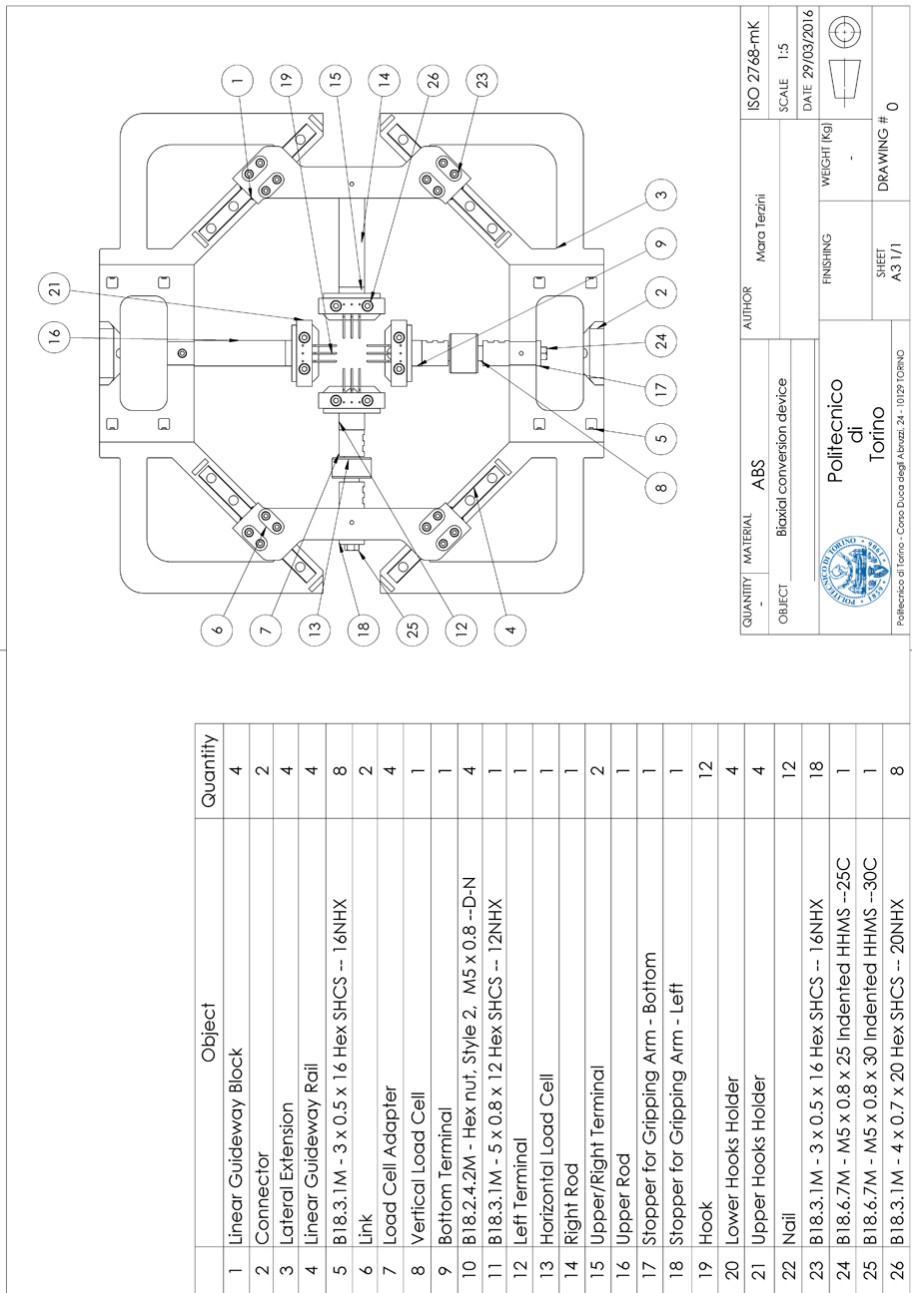 Object Quantity
1 Linear Guideway Block 4
2 Connector 2
3 Lateral Extension 4
4 Linear Guideway Rail 4
5 B18.3.1M - 3 x 0.5 x 16 Hex SHCS -- 16NHX 8
6 Link 2
7 Load Cell Adapter 4
8 Vertical Load Cell 1
9 Bottom Terminal 1
10 B18.2.4.2M - Hex nut, Style 2, M5 x 0.8 --D-N 4
11 B18.3.1M - 5 x 0.8 x 12 Hex SHCS -- 12NHX 1
12 Left Terminal 1
13 Horizontal Load Cell 1
14 Right Rod 1
15 Upper/Right Terminal 2
16 Upper Rod 1
17 Stopper for Gripping Arm - Bottom 1
18 Stopper for Gripping Arm - Left 1
19 Hook 12
20 Lower Hooks Holder 4
21 Upper Hooks Holder 4
22 Nail 12
23 B18.3.1M - 3 x 0.5 x 16 Hex SHCS -- 16NHX 18
24 B18.6.7M - M5 x 0.8 x 25 Indented HHMS --25C 1
25 B18.6.7M - M5 x 0.8 x 30 Indented HHMS --30C 1
26 B18.3.1M - 4 x 0.7 x 20 Hex SHCS -- 20NHX 8
16
21
1
19
15
14
26
23
6
7
13
18
25
12
4
8
5
17
24
2
9
3
QUANTITY
-
MATERIAL
ABS
AUTHOR
Mara Terzini
ISO 2768-mK
OBJECT
Biaxial conversion device
SCALE 1:5
DATE 29/03/2016
POLITECNICO DI TORINO
1859 • 1906
Politecnico
di
Torino
FINISHING
WEIGHT (Kg)
-
SHEET
A3 1/1
DRAWING #
0
Politecnico di Torino - Corso Duca degli Abruzzi, 24 - 10129 TORINO